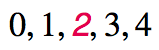 0, 1, 2, 3, 4